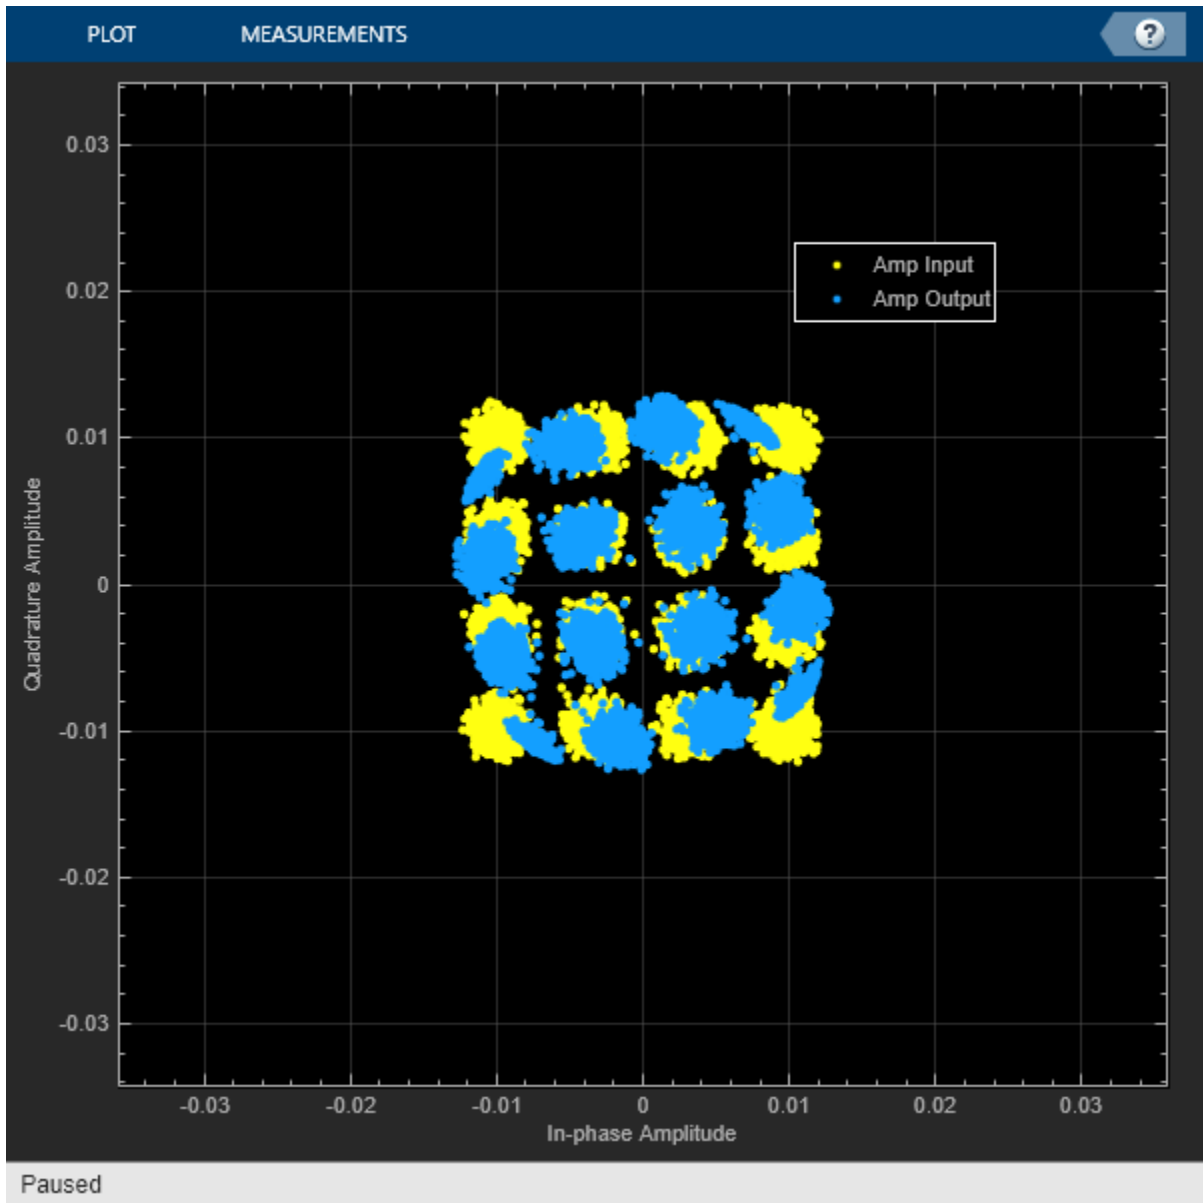 PLOT MEASUREMENTS ?
0.03
0.02
0.01
0
-0.01
-0.02
-0.03
Quadrature Amplitude
Amp Input
Amp Output
-0.03 -0.02 -0.01 0 0.01 0.02 0.03
In-phase Amplitude
Paused